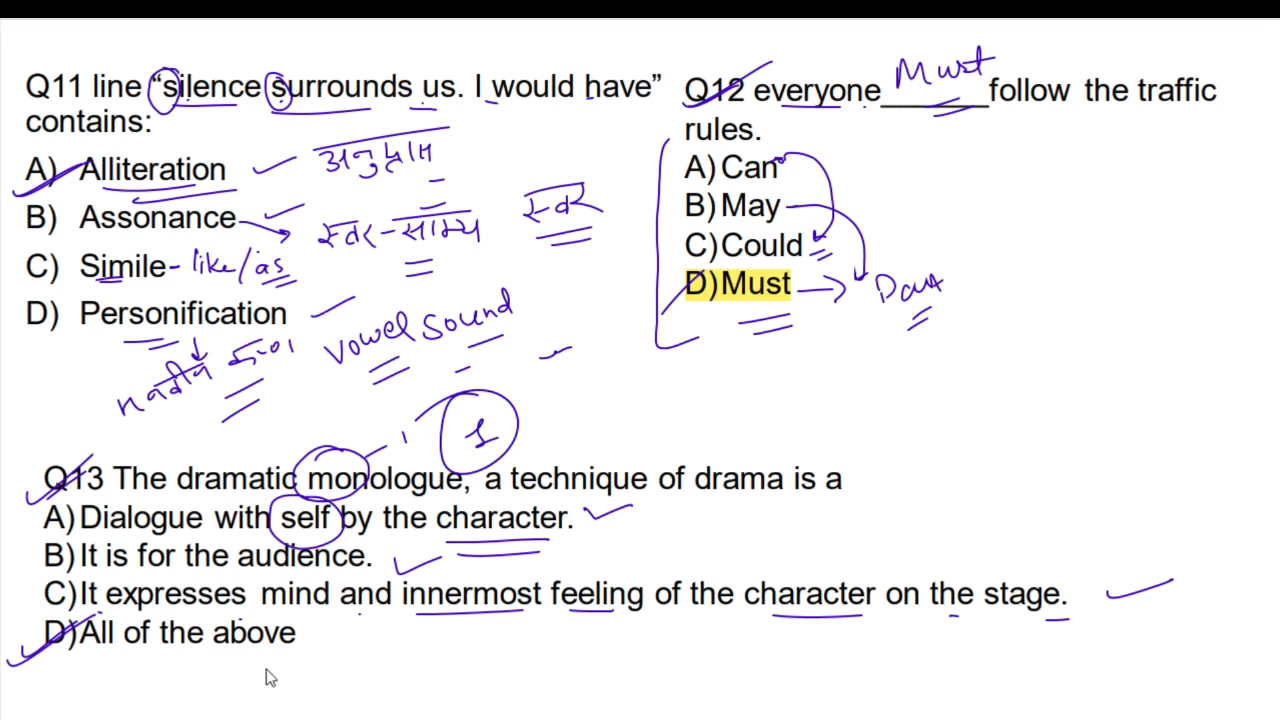 Q11 line “silence surrounds us. I would have”
contains:
A) Alliteration अनुप्रास
B) Assonance स्वर-साम्य स्वर
C) Simile - like/as
D) Personification
vowel sound
Q12 everyone______follow the traffic
Must
rules.
A) Can
B) May
C) Could
D) Must
1
Q13 The dramatic monologue, a technique of drama is a
A) Dialogue with self by the character.
B) It is for the audience.
C) It expresses mind and innermost feeling of the character on the stage.
D) All of the above